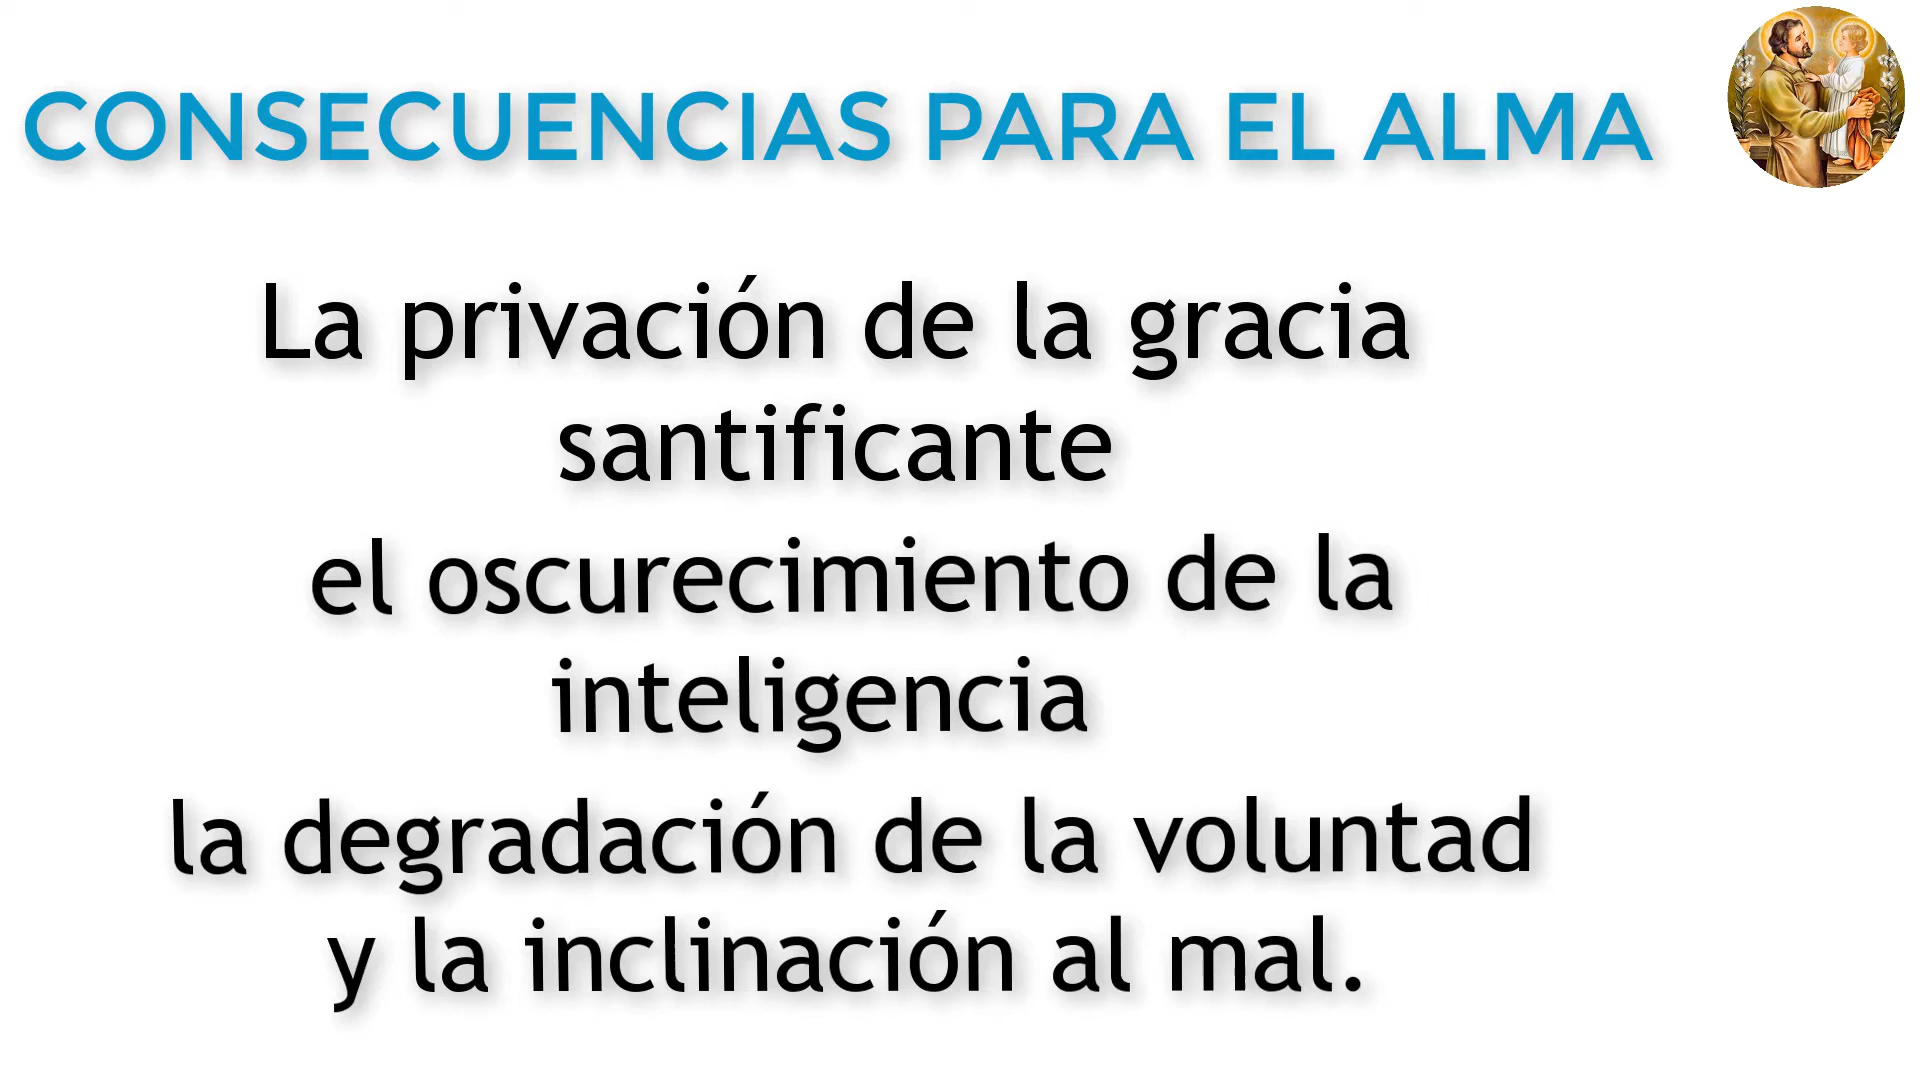 CONSECUENCIAS PARA EL ALMA
La privación de la gracia
santificante
el oscurecimiento de la
inteligencia
la degradación de la voluntad
y la inclinación al mal.